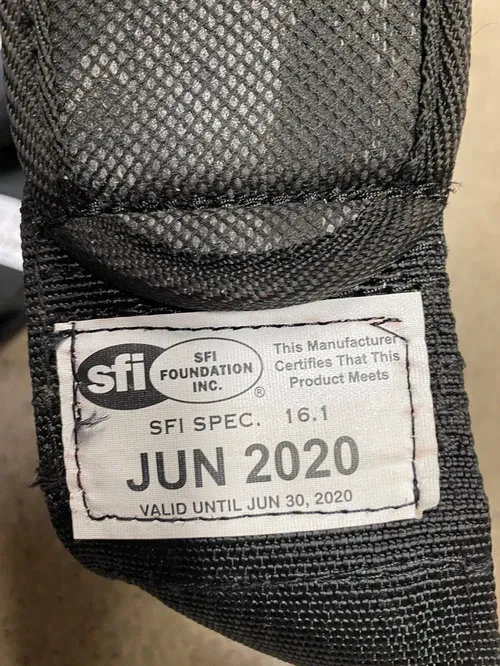 sfi
SFI
FOUNDATION
INC.
®
This Manufacturer
Certifies That This
Product Meets
SFI SPEC. 16.1
JUN 2020
VALID UNTIL JUN 30, 2020